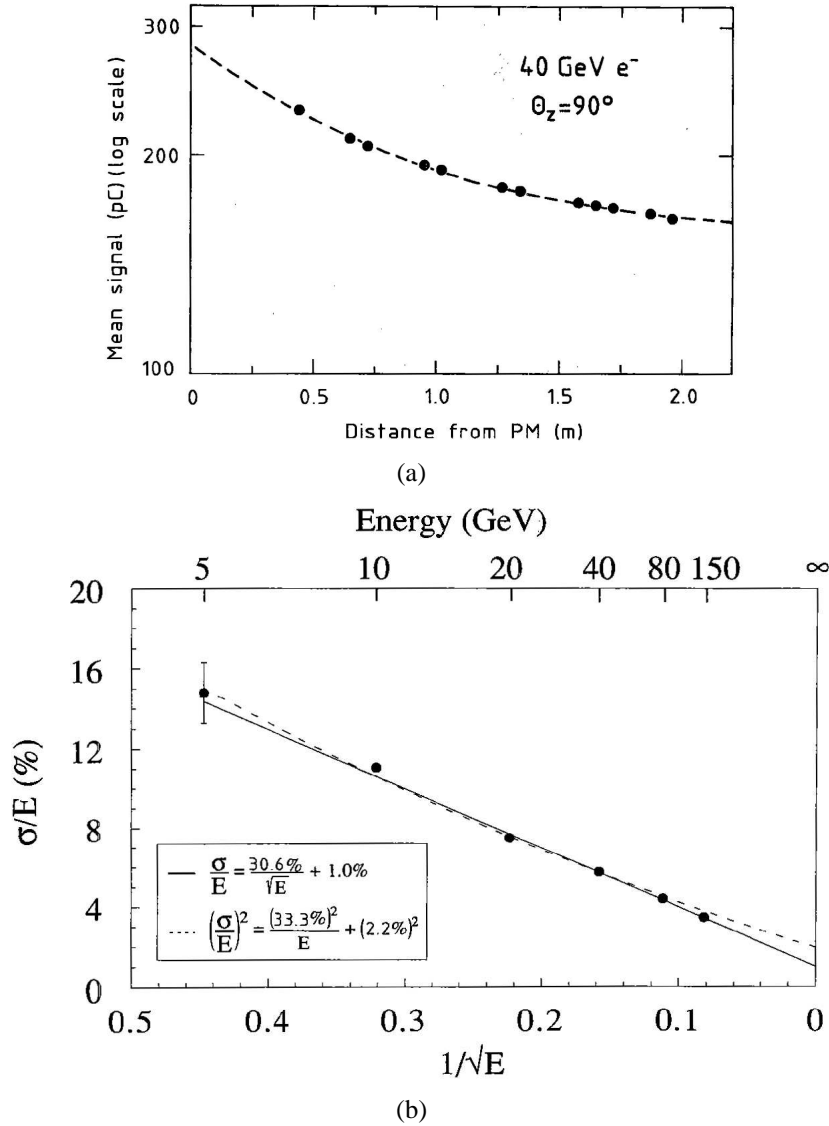 300
200
100
Mean signal (pC)(log scale)
40 GeV e⁻
Θz=90°
0 0.5 1.0 1.5 2.0
Distance from PM (m)
(a)
Energy (GeV)
5 10 20 40 80 150 ∞
20
16
12
8
4
0
σ/E (%)
σ/E = 30.6%/√E + 1.0%
(σ/E)² = (33.3%)²/E + (2.2%)²
0.5 0.4 0.3 0.2 0.1 0
1/√E
(b)